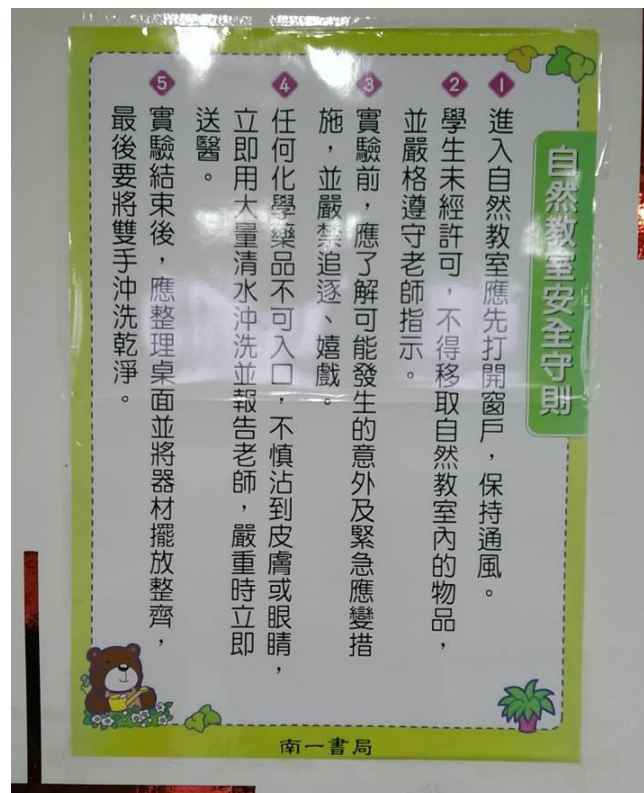 自然教室安全守則
1 進入自然教室應先打開窗戶，保持通風。
2 學生未經許可，不得移取自然教室內的物品，
並嚴格遵守老師指示。
3 實驗前，應了解可能發生的意外及緊急應變措
施，並嚴禁追逐、嬉戲。
4 任何化學藥品不可入口，不慎沾到皮膚或眼睛，
立即用大量清水沖洗並報告老師，嚴重時立即
送醫。
5 實驗結束後，應整理桌面並將器材擺放整齊，
最後要將雙手沖洗乾淨。
南一書局